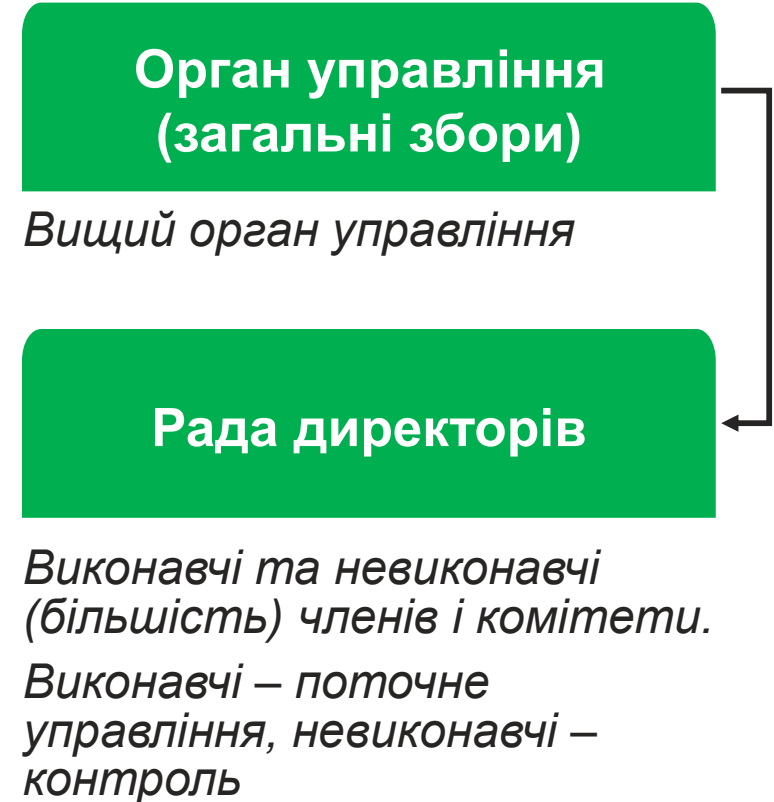 Орган управління
(загальні збори)
Вищий орган управління
Рада директорів
Виконавчі та невиконавчі
(більшість) членів і комітети.
Виконавчі – поточне
управління, невиконавчі –
контроль